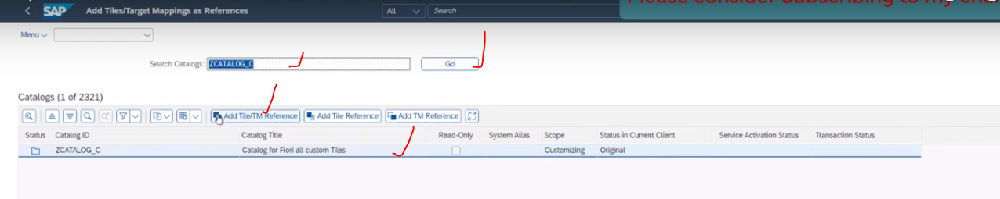 SAP Add Tiles/Target Mappings as References All Search
Please consider Subscribing to my
Menu
Search Catalogs: ZCATALOG_C Go
Catalogs (1 of 2321)
Add Tile/TM Reference Add Tile Reference Add TM Reference
Status Catalog ID Catalog Title Read-Only System Alias Scope Status in Current Client Service Activation Status Transaction Status
ZCATALOG_C Catalog for Fiori all custom Tiles Customizing Original